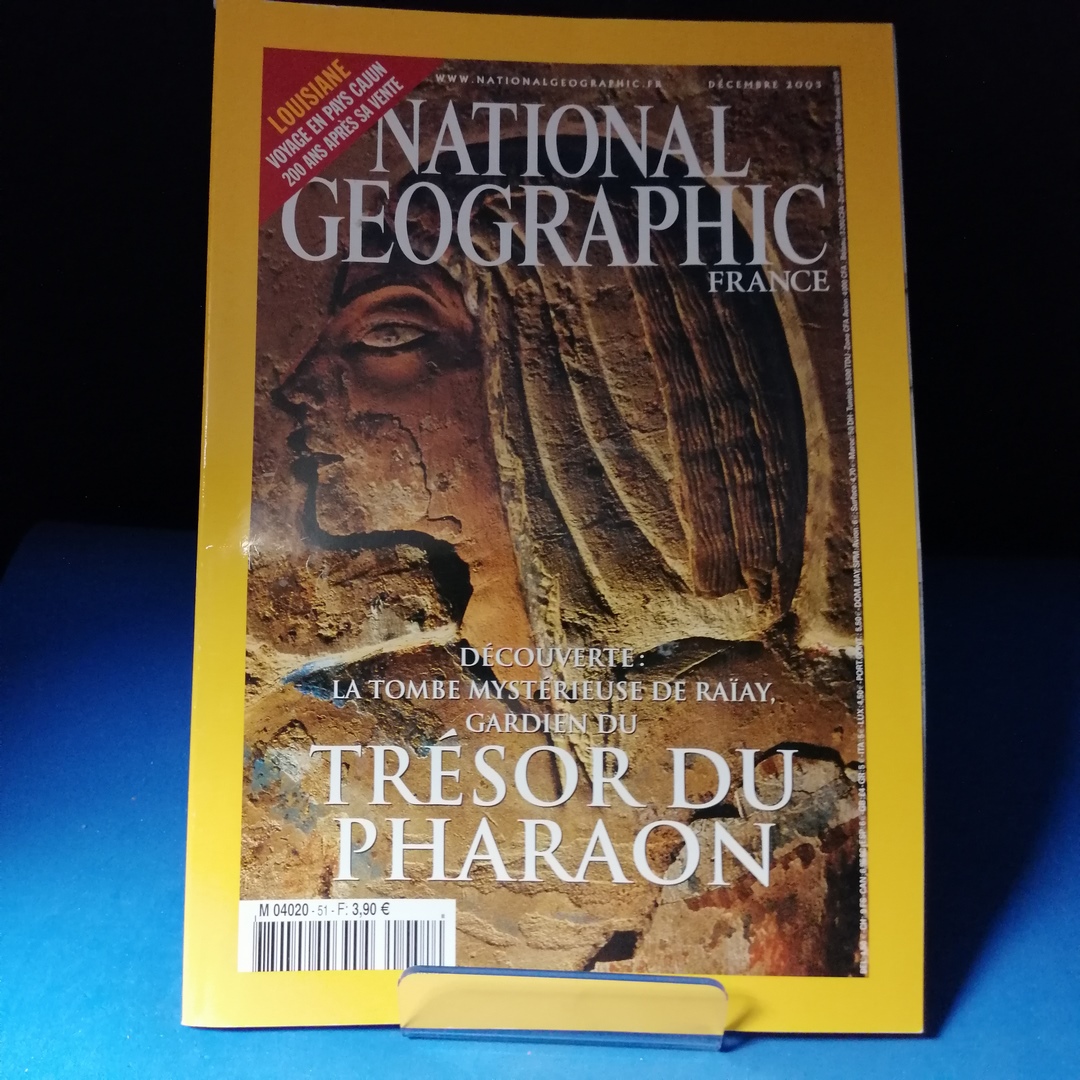 LOUISIANE
VOYAGE EN PAYS CAJUN
200 ANS APRÈS SA VENTE
WWW.NATIONALGEOGRAPHIC.FR
DÉCEMBRE 2003
NATIONAL
GEOGRAPHIC
FRANCE
DÉCOUVERTE :
LA TOMBE MYSTÉRIEUSE DE RAÏAY,
GARDIEN DU
TRÉSOR DU
PHARAON
M 04020 - 51 - F: 3,90 €